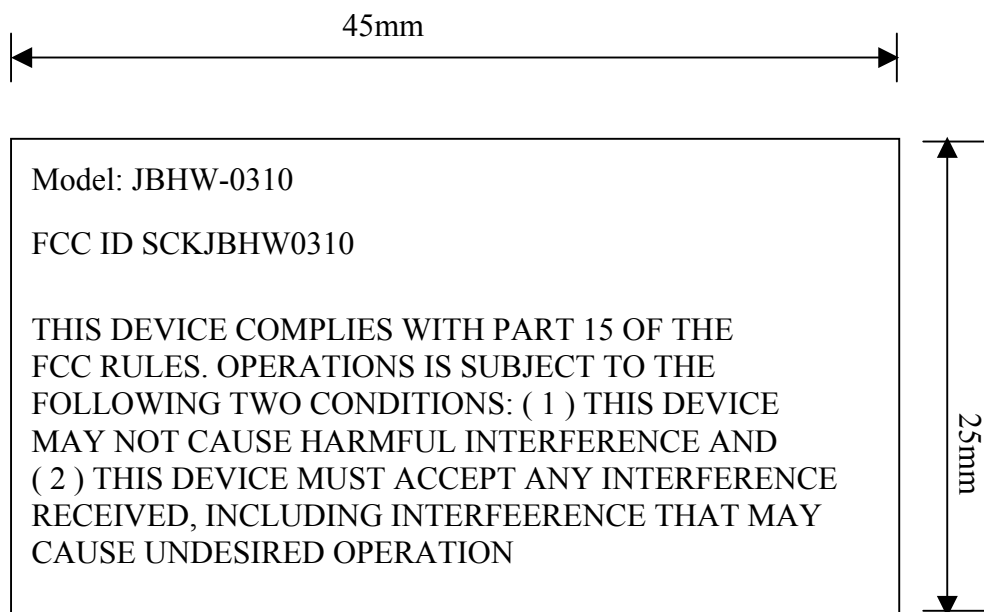 45mm
Model: JBHW-0310
FCC ID SCKJBHW0310
THIS DEVICE COMPLIES WITH PART 15 OF THE
FCC RULES. OPERATIONS IS SUBJECT TO THE
FOLLOWING TWO CONDITIONS: ( 1 ) THIS DEVICE
MAY NOT CAUSE HARMFUL INTERFERENCE AND
( 2 ) THIS DEVICE MUST ACCEPT ANY INTERFERENCE
RECEIVED, INCLUDING INTERFEERENCE THAT MAY
CAUSE UNDESIRED OPERATION
25mm